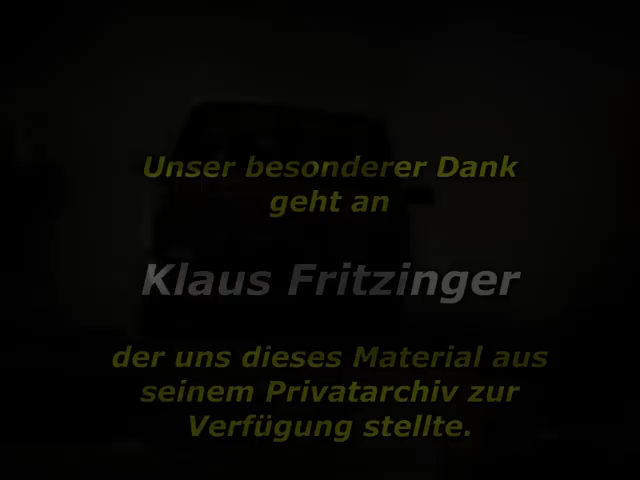 Unser besonderer Dank
geht an
Klaus Fritzinger
der uns dieses Material aus
seinem Privatarchiv zur
Verfügung stellte.